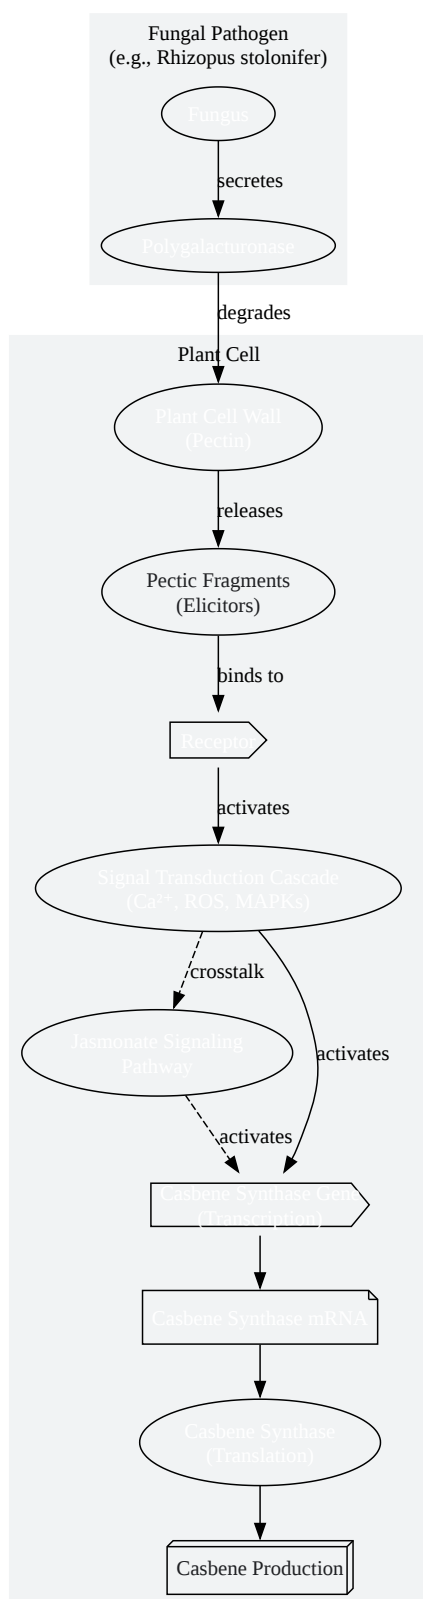 Fungal Pathogen
(e.g., Rhizopus stolonifer)
Fungus
secretes
Polygalacturonase
degrades
Plant Cell
Plant Cell Wall
(Pectin)
releases
Pectic Fragments
(Elicitors)
binds to
Receptor
activates
Signal Transduction Cascade
(Ca²⁺, ROS, MAPKs)
crosstalk
Jasmonate Signaling
Pathway
activates
activates
Casbene Synthase Gene
(Transcription)
Casbene Synthase mRNA
Casbene Synthase
(Translation)
Casbene Production